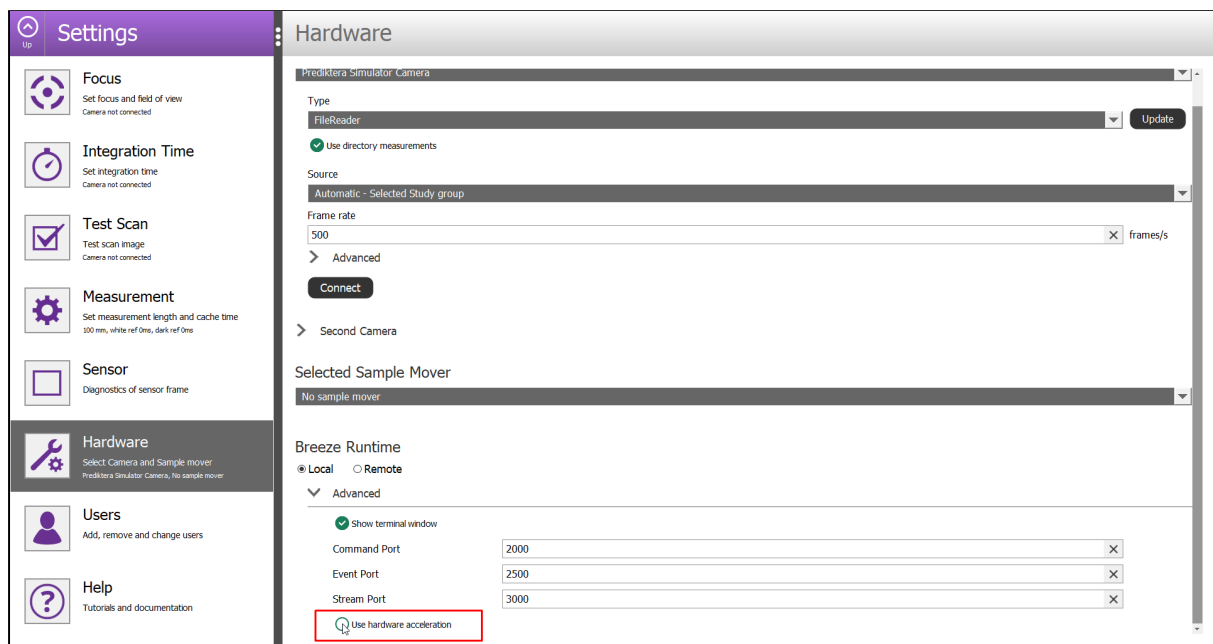 Up
Settings
Hardware
Focus
Set focus and field of view
Camera not connected
Integration Time
Set integration time
Camera not connected
Test Scan
Test scan image
Camera not connected
Measurement
Set measurement length and cache time
100 mm, white ref 0ms, dark ref 0ms
Sensor
Diagnostics of sensor frame
Hardware
Select Camera and Sample mover
Prediktera Simulator Camera, No sample mover
Users
Add, remove and change users
Help
Tutorials and documentation
Prediktera Simulator Camera
Type
FileReader
Update
Use directory measurements
Source
Automatic - Selected Study group
Frame rate
500 frames/s
Advanced
Connect
Second Camera
Selected Sample Mover
No sample mover
Breeze Runtime
Local Remote
Advanced
Show terminal window
Command Port 2000
Event Port 2500
Stream Port 3000
Use hardware acceleration